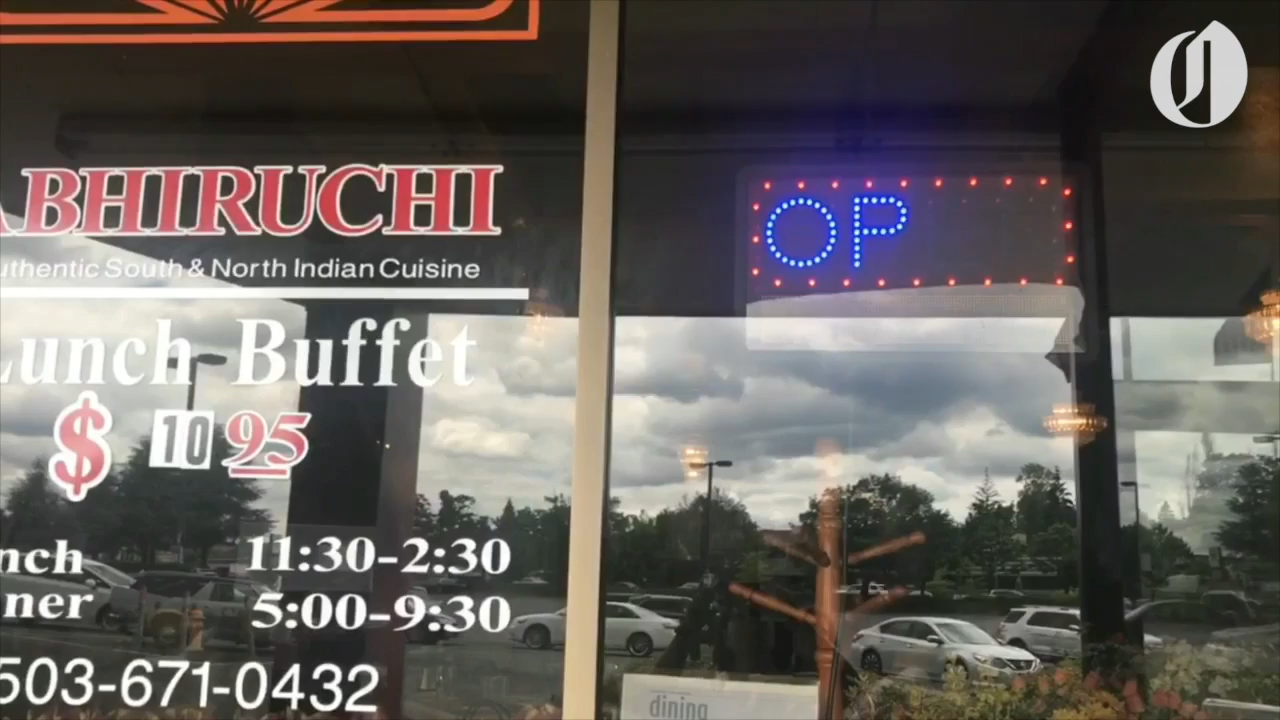 ABHIRUCHI
uthentic South & North Indian Cuisine
Lunch Buffet
$ 10 95
nch 11:30-2:30
ner 5:00-9:30
503-671-0432
OP
dining